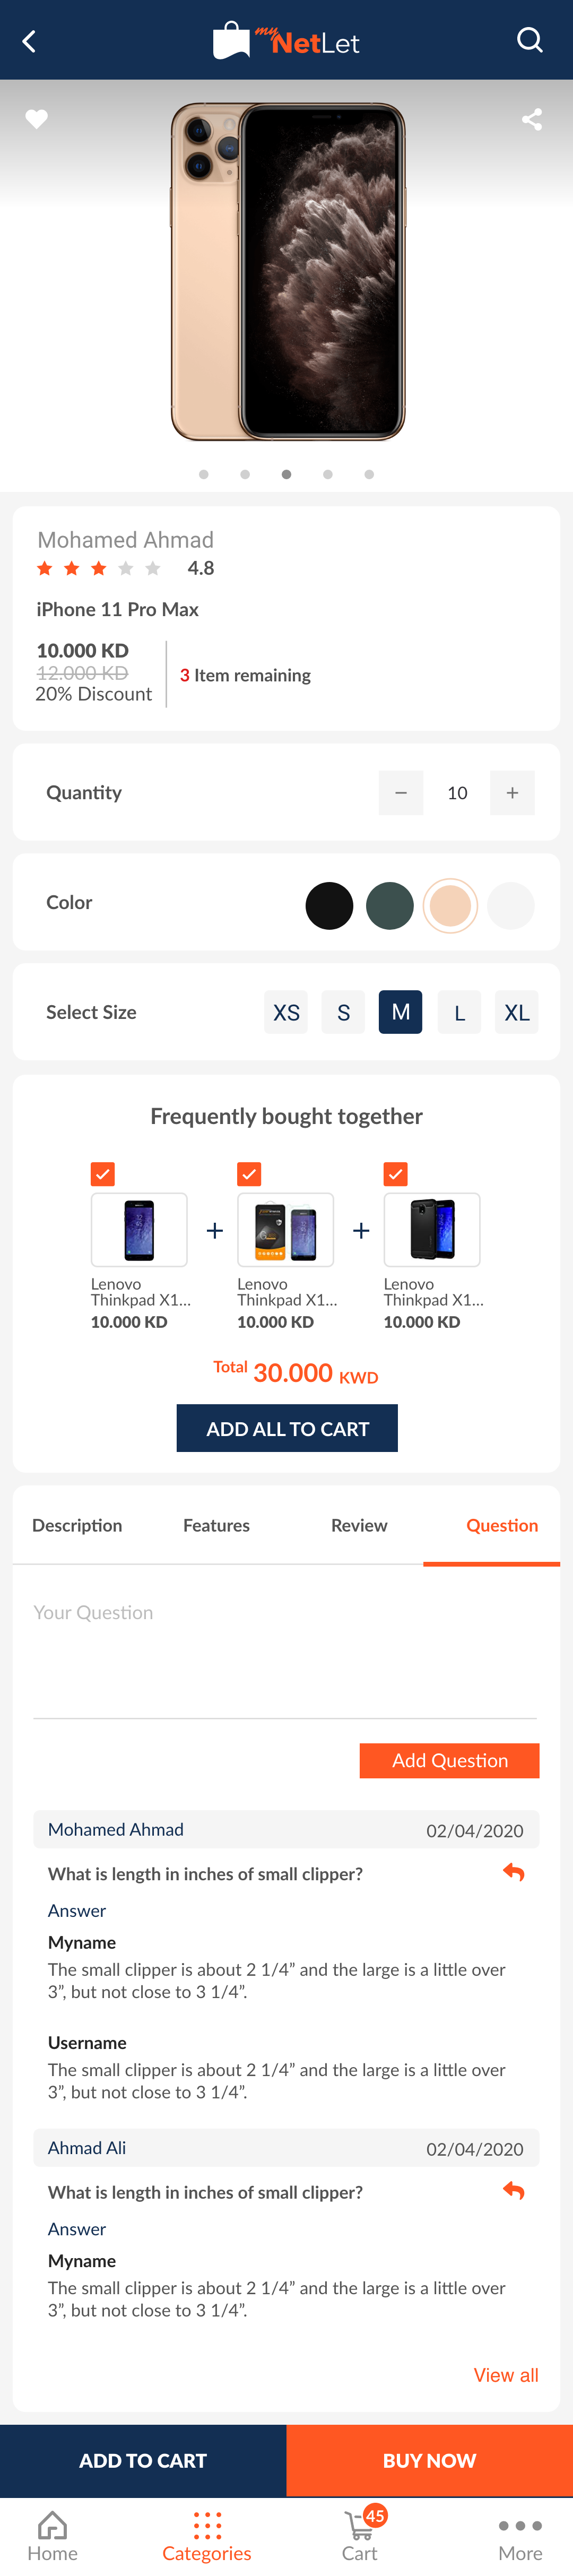 myNetLet
Mohamed Ahmad
4.8
iPhone 11 Pro Max
10.000 KD
12.000 KD
20% Discount
3 Item remaining
Quantity
− 10 +
Color
Select Size
XS S M L XL
Frequently bought together
+ +
Lenovo Thinkpad X1...
10.000 KD
Lenovo Thinkpad X1...
10.000 KD
Lenovo Thinkpad X1...
10.000 KD
Total 30.000 KWD
ADD ALL TO CART
Description Features Review Question
Your Question
Add Question
Mohamed Ahmad 02/04/2020
What is length in inches of small clipper?
Answer
Myname
The small clipper is about 2 1/4” and the large is a little over
3”, but not close to 3 1/4”.
Username
The small clipper is about 2 1/4” and the large is a little over
3”, but not close to 3 1/4”.
Ahmad Ali 02/04/2020
What is length in inches of small clipper?
Answer
Myname
The small clipper is about 2 1/4” and the large is a little over
3”, but not close to 3 1/4”.
View all
ADD TO CART BUY NOW
45
Home Categories Cart More